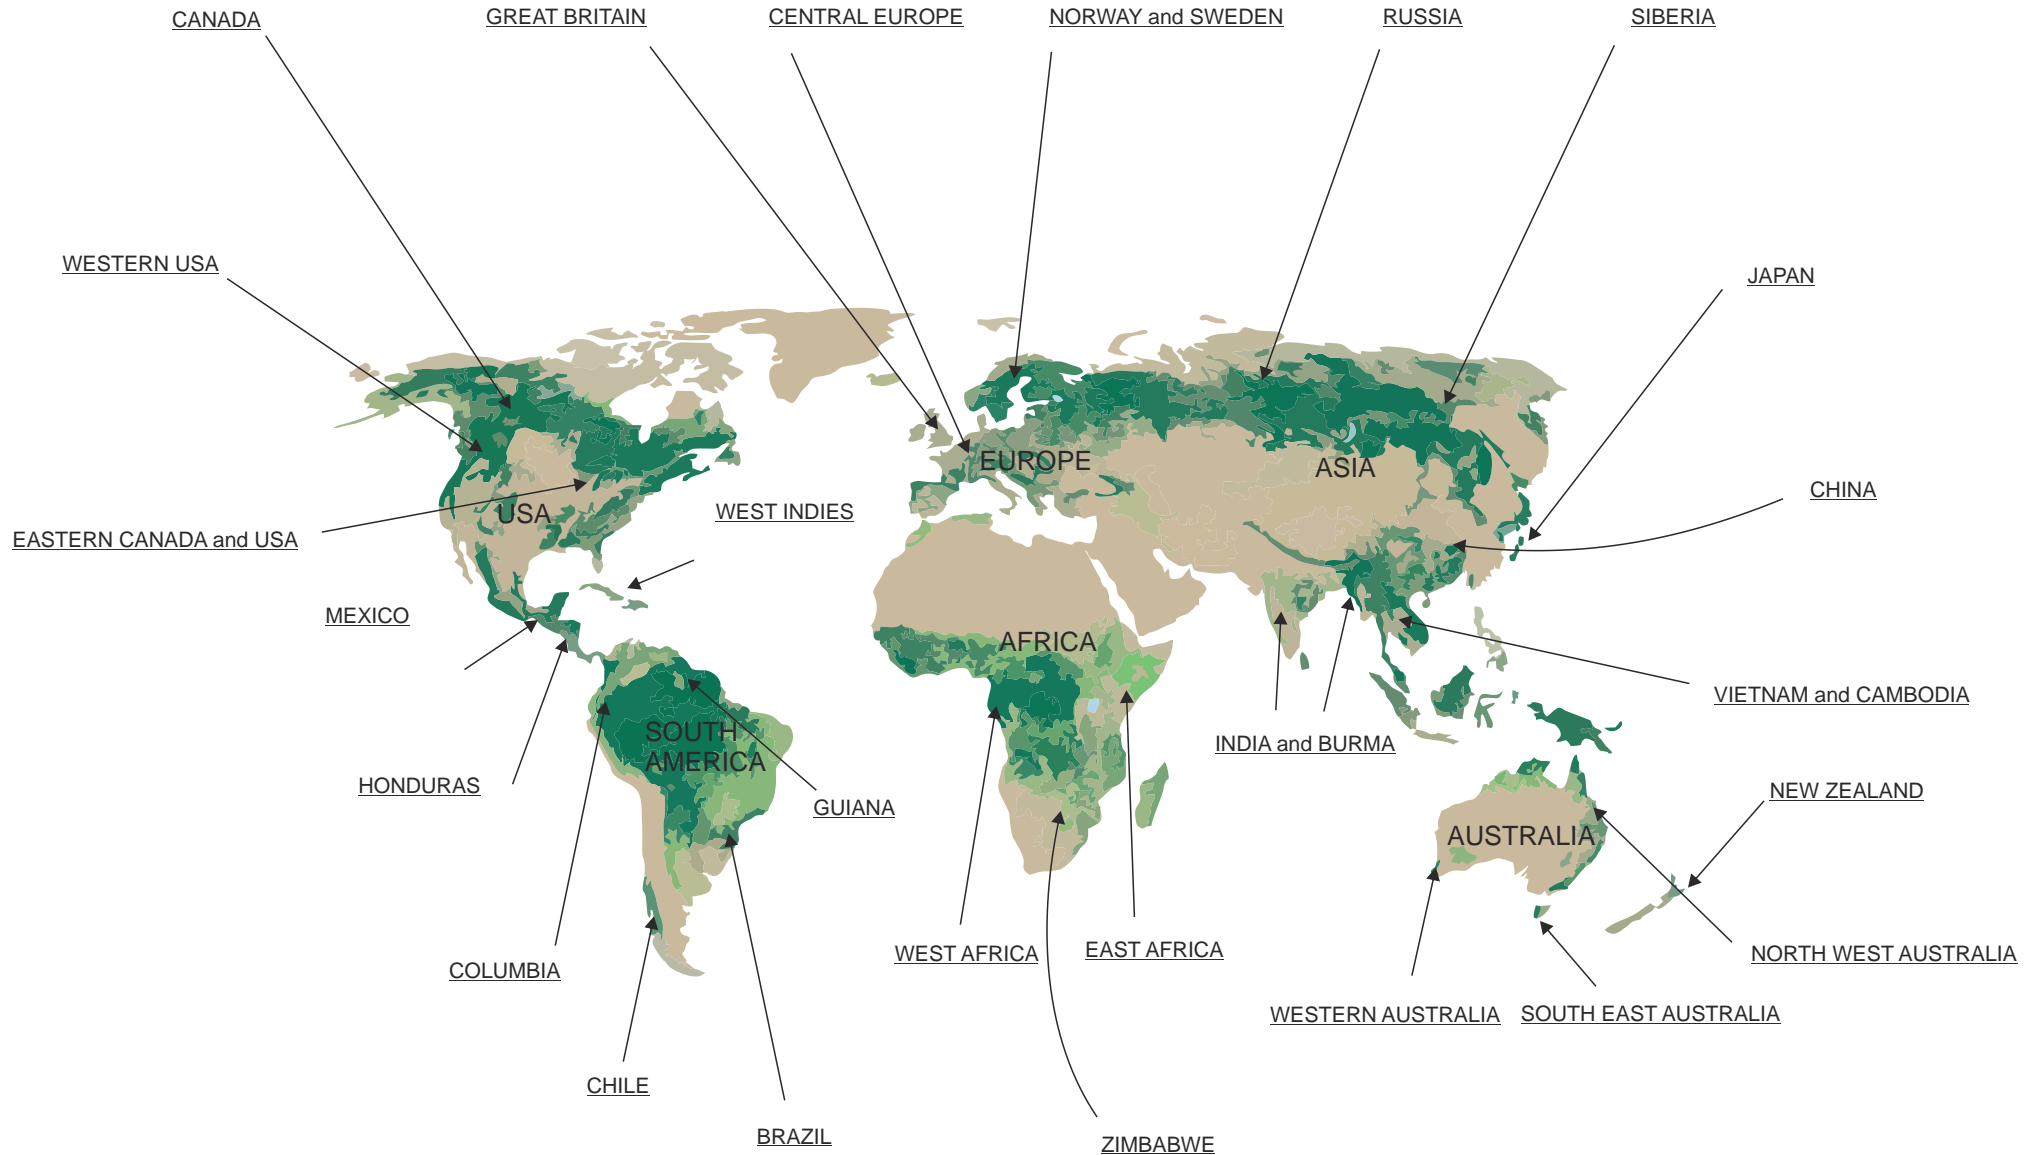 CANADA
GREAT BRITAIN
CENTRAL EUROPE
NORWAY and SWEDEN
RUSSIA
SIBERIA
WESTERN USA
JAPAN
EUROPE
ASIA
CHINA
USA
WEST INDIES
EASTERN CANADA and USA
MEXICO
AFRICA
VIETNAM and CAMBODIA
SOUTH
AMERICA
INDIA and BURMA
HONDURAS
GUIANA
NEW ZEALAND
AUSTRALIA
COLUMBIA
WEST AFRICA
EAST AFRICA
NORTH WEST AUSTRALIA
WESTERN AUSTRALIA
SOUTH EAST AUSTRALIA
CHILE
BRAZIL
ZIMBABWE